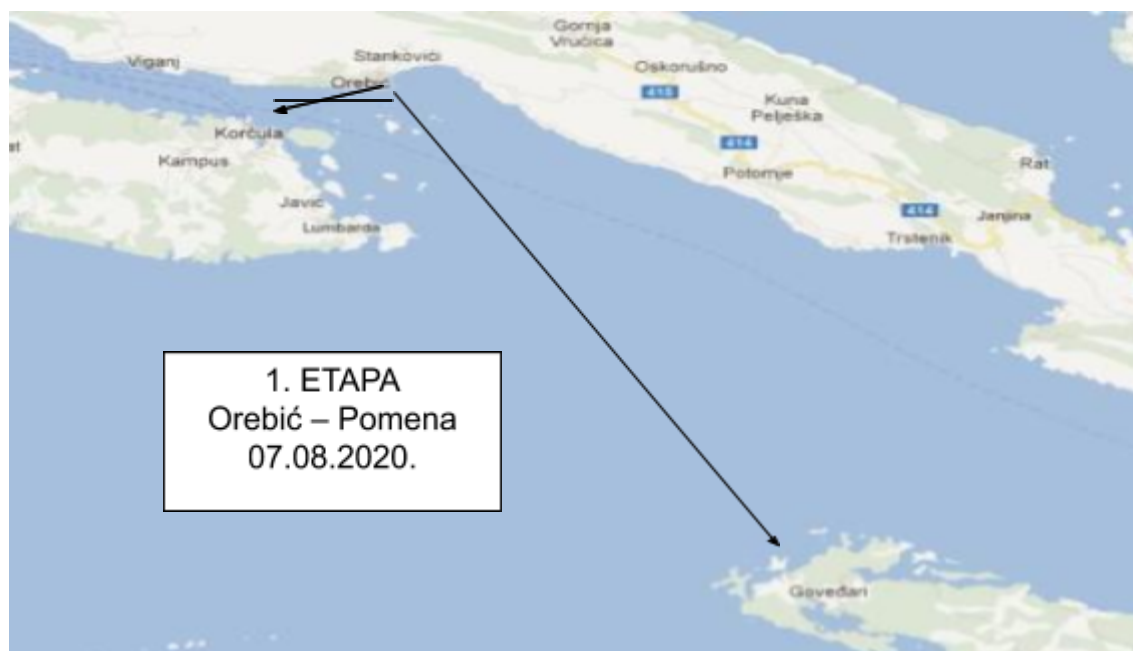 Gornja
Vrućica
Viganj
Stankovići
Orebić
Oskorušno
415
Kuna
Pelješka
Korčula
414
Kampus
Potomje
Rat
Javić
414
Janjina
Lumbarda
Trstenik
1. ETAPA
Orebić – Pomena
07.08.2020.
Goveđari